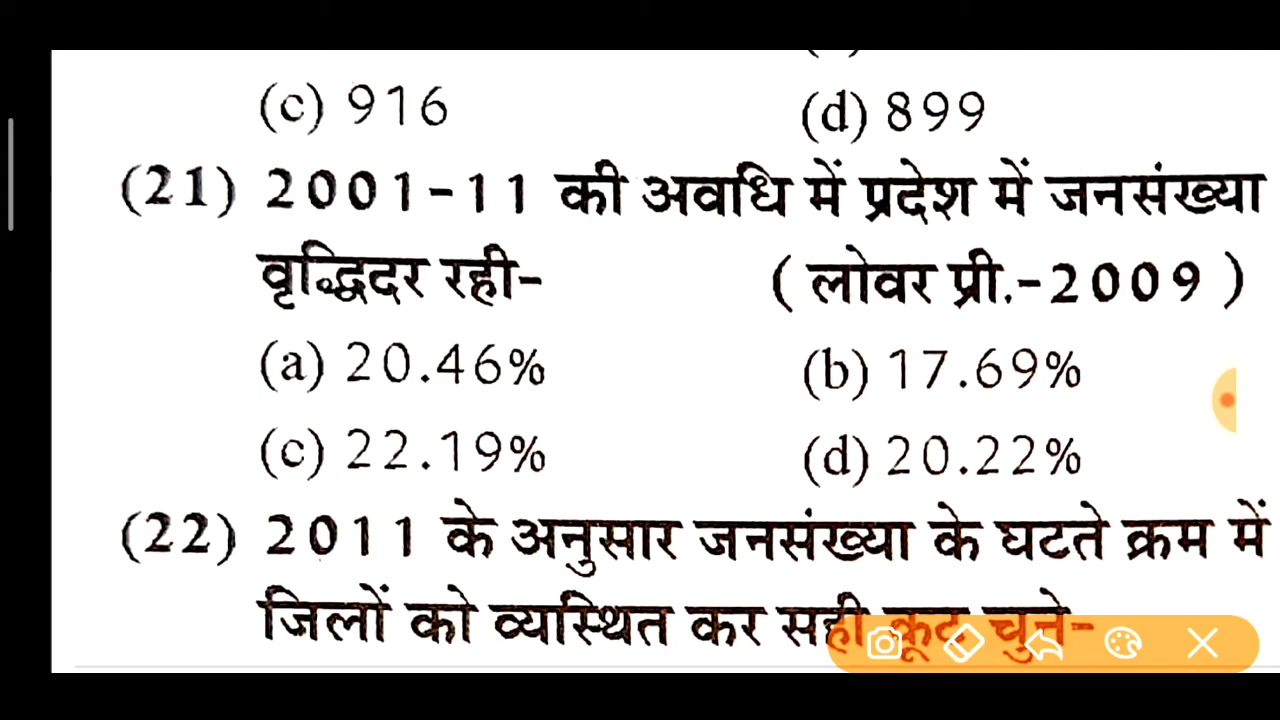 (c) 916 (d) 899
(21) 2001-11 की अवधि में प्रदेश में जनसंख्या
वृद्धिदर रही- ( लोवर प्री.-2009 )
(a) 20.46% (b) 17.69%
(c) 22.19% (d) 20.22%
(22) 2011 के अनुसार जनसंख्या के घटते क्रम में
जिलों को व्यस्थित कर सही कूट चुने-